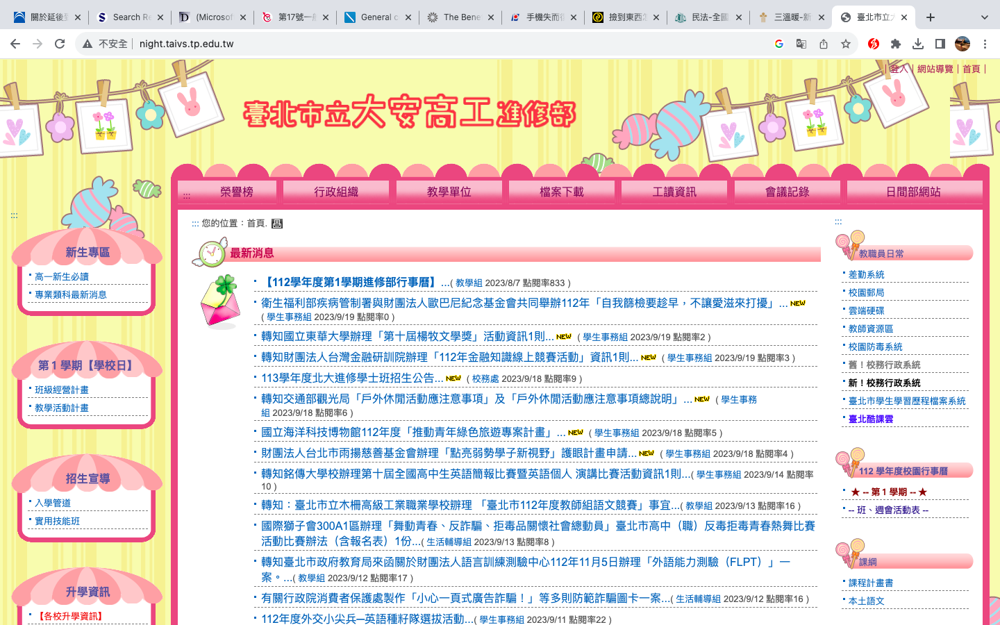 關於延後到
Search Re
(Microsof
第17號一般
General c
The Bene
手機失而復
撿到東西怎
民法-全國
三溫暖-新
臺北市立大
不安全
night.taivs.tp.edu.tw
| 登入 | 網站導覽 | 首頁 |
臺北市立大安高工進修部
::: 榮譽榜 行政組織 教學單位 檔案下載 工讀資訊 會議記錄 日間部網站
:::
新生專區
高一新生必讀
專業類科最新消息
第 1 學期【學校日】
班級經營計畫
教學活動計畫
招生宣導
入學管道
實用技能班
升學資訊
【各校升學資訊】
::: 您的位置：首頁.
最新消息
【112學年度第1學期進修部行事曆】...( 教學組 2023/8/7 點閱率833 )
衛生福利部疾病管制署與財團法人歐巴尼紀念基金會共同舉辦112年「自我篩檢要趁早，不讓愛滋來打擾」... NEW
( 學生事務組 2023/9/19 點閱率0 )
轉知國立東華大學辦理「第十屆楊牧文學獎」活動資訊1則... NEW ( 學生事務組 2023/9/19 點閱率2 )
轉知財團法人台灣金融研訓院辦理「112年金融知識線上競賽活動」資訊1則... NEW ( 學生事務組 2023/9/19 點閱率3 )
113學年度北大進修學士班招生公告... NEW ( 校務處 2023/9/18 點閱率9 )
轉知交通部觀光局「戶外休閒活動應注意事項」及「戶外休閒活動應注意事項總說明」... NEW ( 學生事務
組 2023/9/18 點閱率6 )
國立海洋科技博物館112年度「推動青年綠色旅遊專案計畫」... NEW ( 學生事務組 2023/9/18 點閱率5 )
財團法人台北市雨揚慈善基金會辦理「點亮弱勢學子新視野」護眼計畫申請... NEW ( 學生事務組 2023/9/18 點閱率4 )
轉知銘傳大學校辦理第十屆全國高中生英語簡報比賽暨英語個人 演講比賽活動資訊1則...( 學生事務組 2023/9/14 點閱率
10 )
轉知：臺北市立木柵高級工業職業學校辦理 「臺北市112年度教師組語文競賽」事宜...( 教學組 2023/9/13 點閱率16 )
國際獅子會300A1區辦理「舞動青春、反詐騙、拒毒品關懷社會總動員」臺北市高中（職）反毒拒毒青春熱舞比賽
活動比賽辦法（含報名表）1份...( 生活輔導組 2023/9/13 點閱率8 )
轉知臺北市政府教育局來函關於財團法人語言訓練測驗中心112年11月5日辦理「外語能力測驗（FLPT）」一
案。...( 教學組 2023/9/12 點閱率17 )
有關行政院消費者保護處製作「小心一頁式廣告詐騙！」等多則防範詐騙圖卡一案...( 生活輔導組 2023/9/12 點閱率16 )
112年度外交小尖兵─英語種籽隊選拔活動...( 學生事務組 2023/9/11 點閱率22 )
:::
教職員日常
差勤系統
校園郵局
雲端硬碟
教師資源區
校園防毒系統
舊！校務行政系統
新！校務行政系統
臺北市學生學習歷程檔案系統
臺北酷課雲
112 學年度校園行事曆
★ -- 第 1 學期 -- ★
-- 班、週會活動表 --
課綱
課程計畫書
本土語文